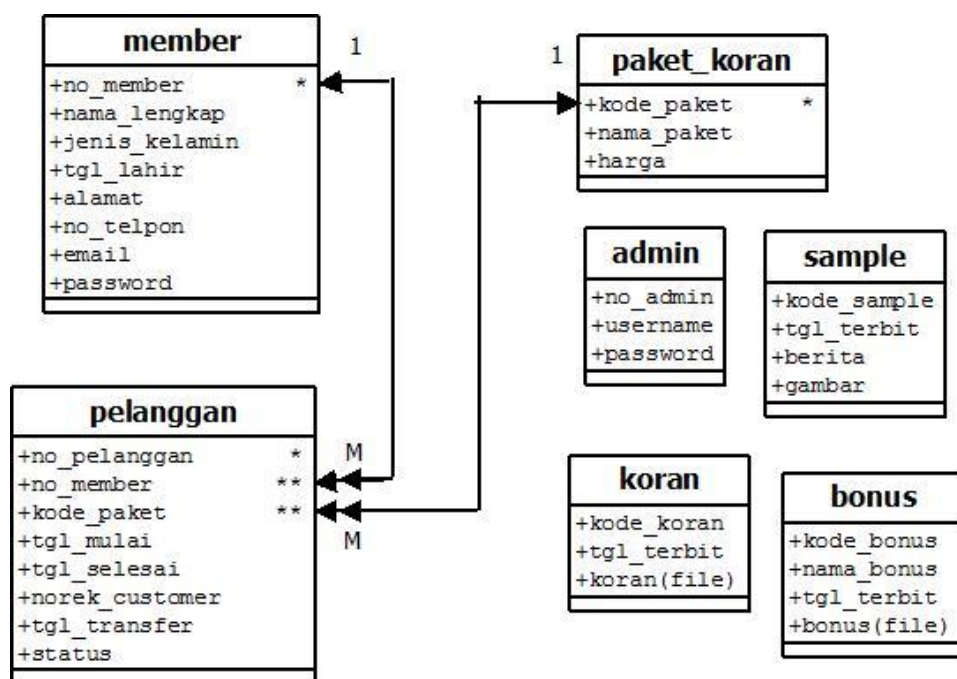 member
1
+no_member *
+nama_lengkap
+jenis_kelamin
+tgl_lahir
+alamat
+no_telpon
+email
+password
1
paket_koran
+kode_paket *
+nama_paket
+harga
admin
+no_admin
+username
+password
sample
+kode_sample
+tgl_terbit
+berita
+gambar
pelanggan
+no_pelanggan *
M
+no_member **
+kode_paket **
M
+tgl_mulai
+tgl_selesai
+norek_customer
+tgl_transfer
+status
koran
+kode_koran
+tgl_terbit
+koran(file)
bonus
+kode_bonus
+nama_bonus
+tgl_terbit
+bonus(file)